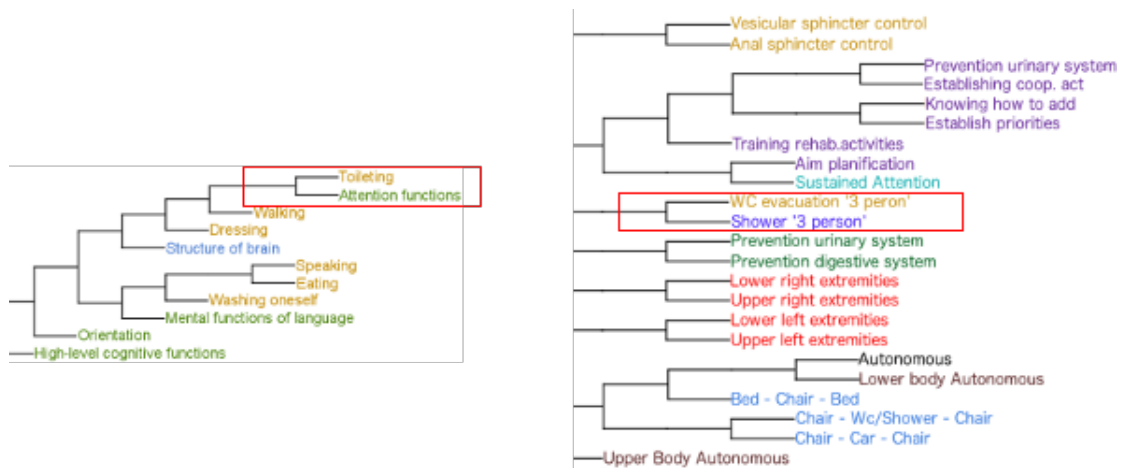 Toileting
Attention functions
Walking
Dressing
Structure of brain
Speaking
Eating
Washing oneself
Mental functions of language
Orientation
High-level cognitive functions
Vesicular sphincter control
Anal sphincter control
Prevention urinary system
Establishing coop. act
Knowing how to add
Establish priorities
Training rehab.activities
Aim planification
Sustained Attention
WC evacuation '3 peron'
Shower '3 person'
Prevention urinary system
Prevention digestive system
Lower right extremities
Upper right extremities
Lower left extremities
Upper left extremities
Autonomous
Lower body Autonomous
Bed - Chair - Bed
Chair - Wc/Shower - Chair
Chair - Car - Chair
Upper Body Autonomous